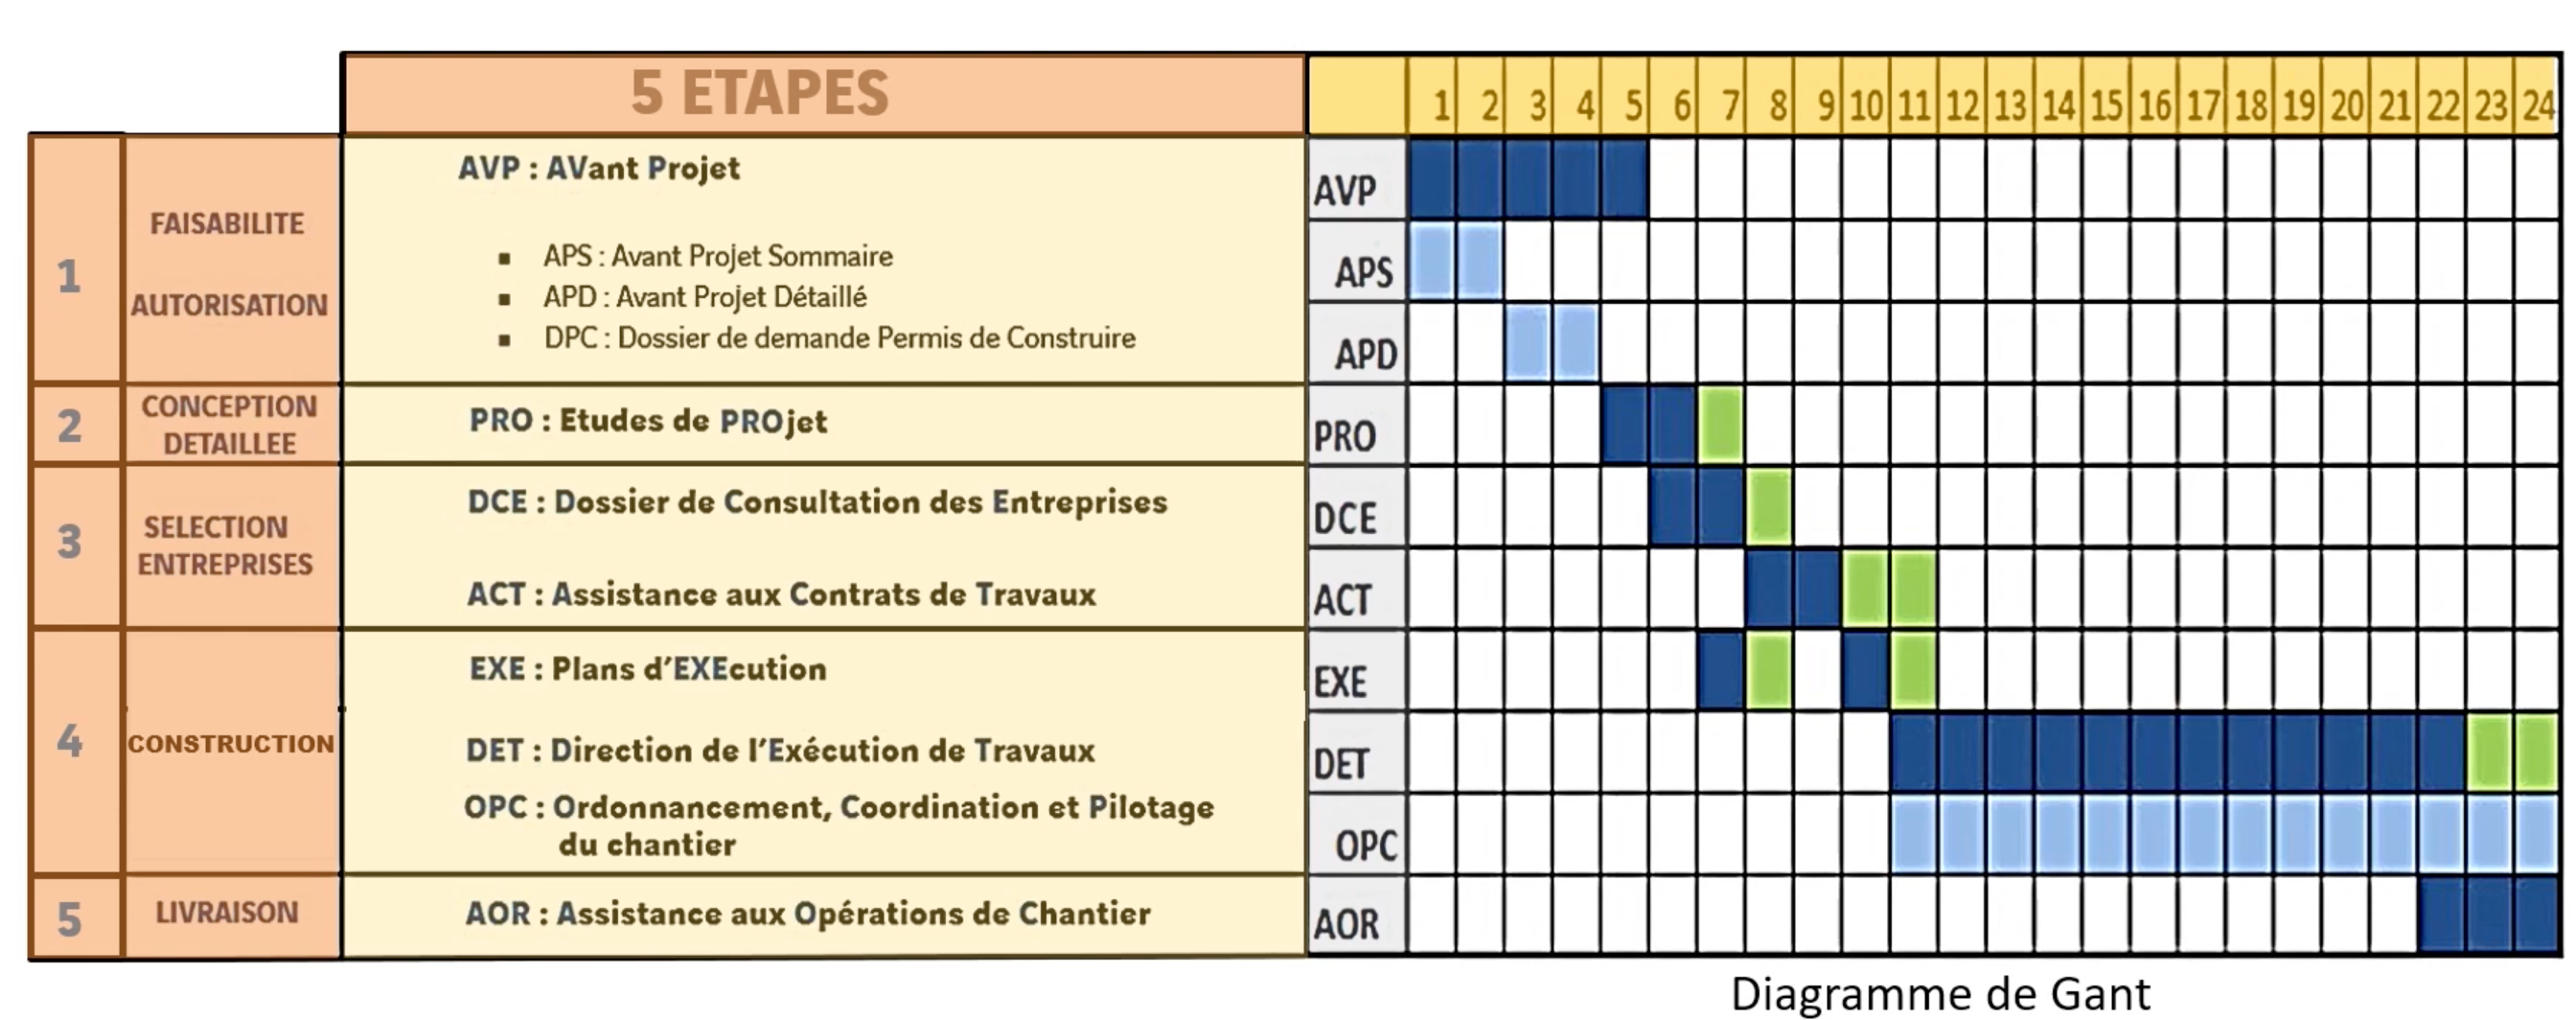 5 ETAPES
1 2 3 4 5 6 7 8 9 10 11 12 13 14 15 16 17 18 19 20 21 22 23 24
1
FAISABILITE
AUTORISATION
AVP : AVant Projet
▪ APS : Avant Projet Sommaire
▪ APD : Avant Projet Détaillé
▪ DPC : Dossier de demande Permis de Construire
AVP
APS
APD
2
CONCEPTION
DETAILLEE
PRO : Etudes de PROjet
PRO
3
SELECTION
ENTREPRISES
DCE : Dossier de Consultation des Entreprises
ACT : Assistance aux Contrats de Travaux
DCE
ACT
4
CONSTRUCTION
EXE : Plans d'EXEcution
DET : Direction de l'Exécution de Travaux
OPC : Ordonnancement, Coordination et Pilotage
du chantier
EXE
DET
OPC
5
LIVRAISON
AOR : Assistance aux Opérations de Chantier
AOR
Diagramme de Gant